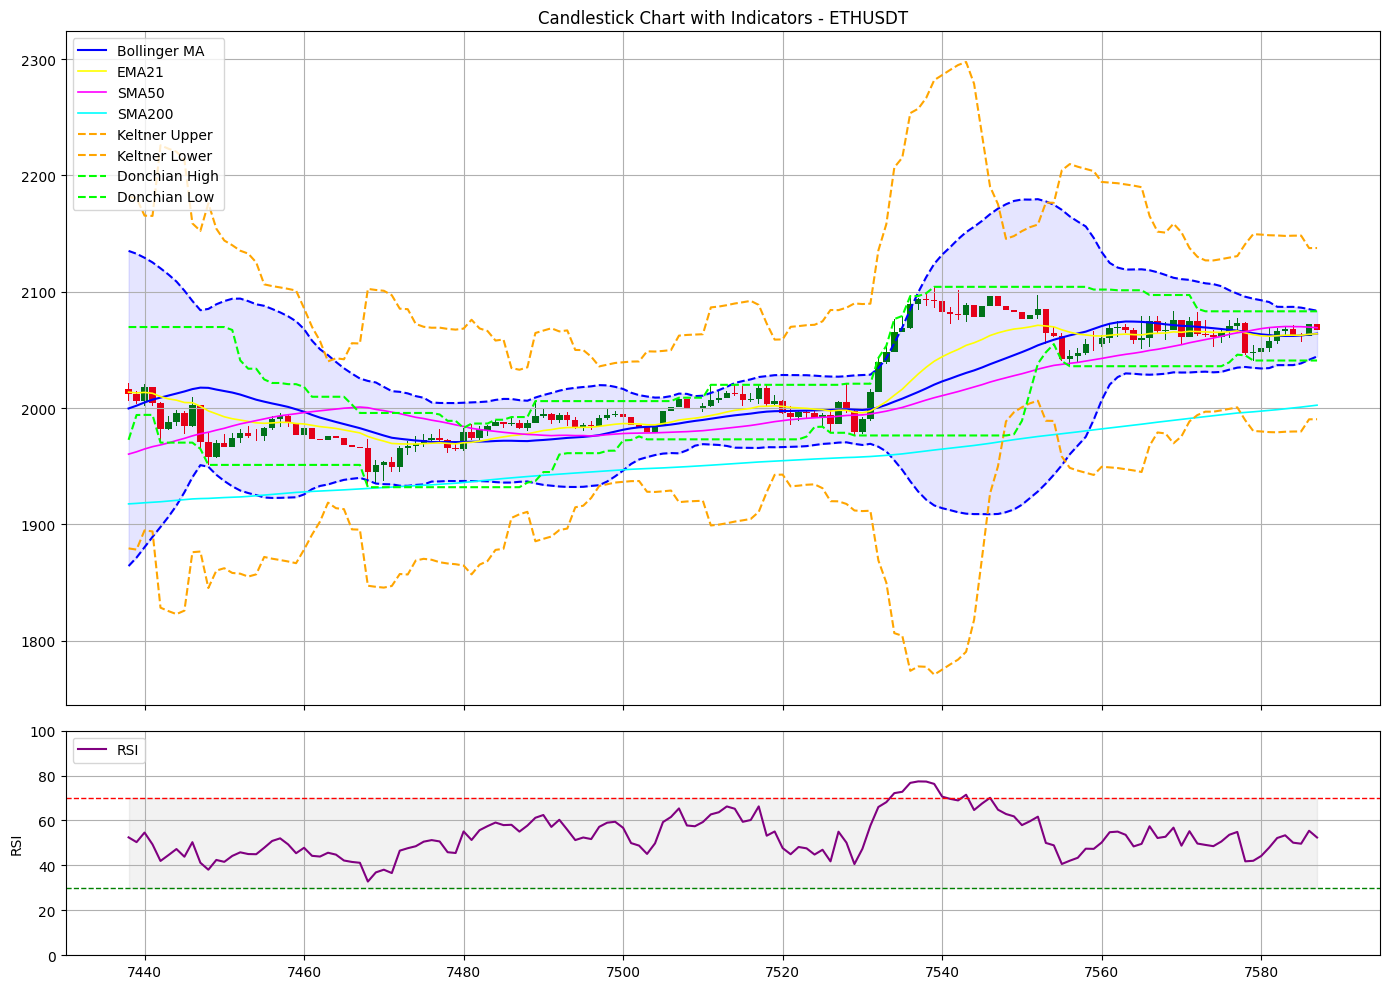 Candlestick Chart with Indicators - ETHUSDT
Bollinger MA
EMA21
SMA50
SMA200
Keltner Upper
Keltner Lower
Donchian High
Donchian Low
2300
2200
2100
2000
1900
1800
RSI
100
80
60
40
20
0
RSI
7440
7460
7480
7500
7520
7540
7560
7580